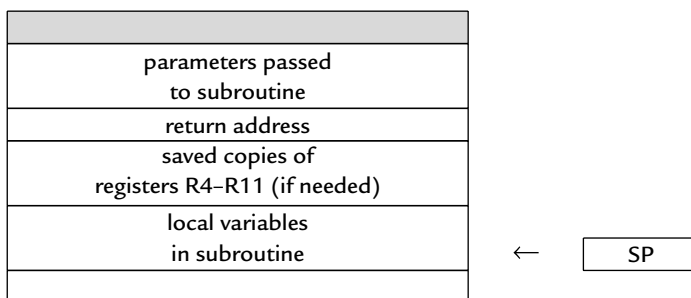 parameters passed
to subroutine
return address
saved copies of
registers R4–R11 (if needed)
local variables
in subroutine
← SP